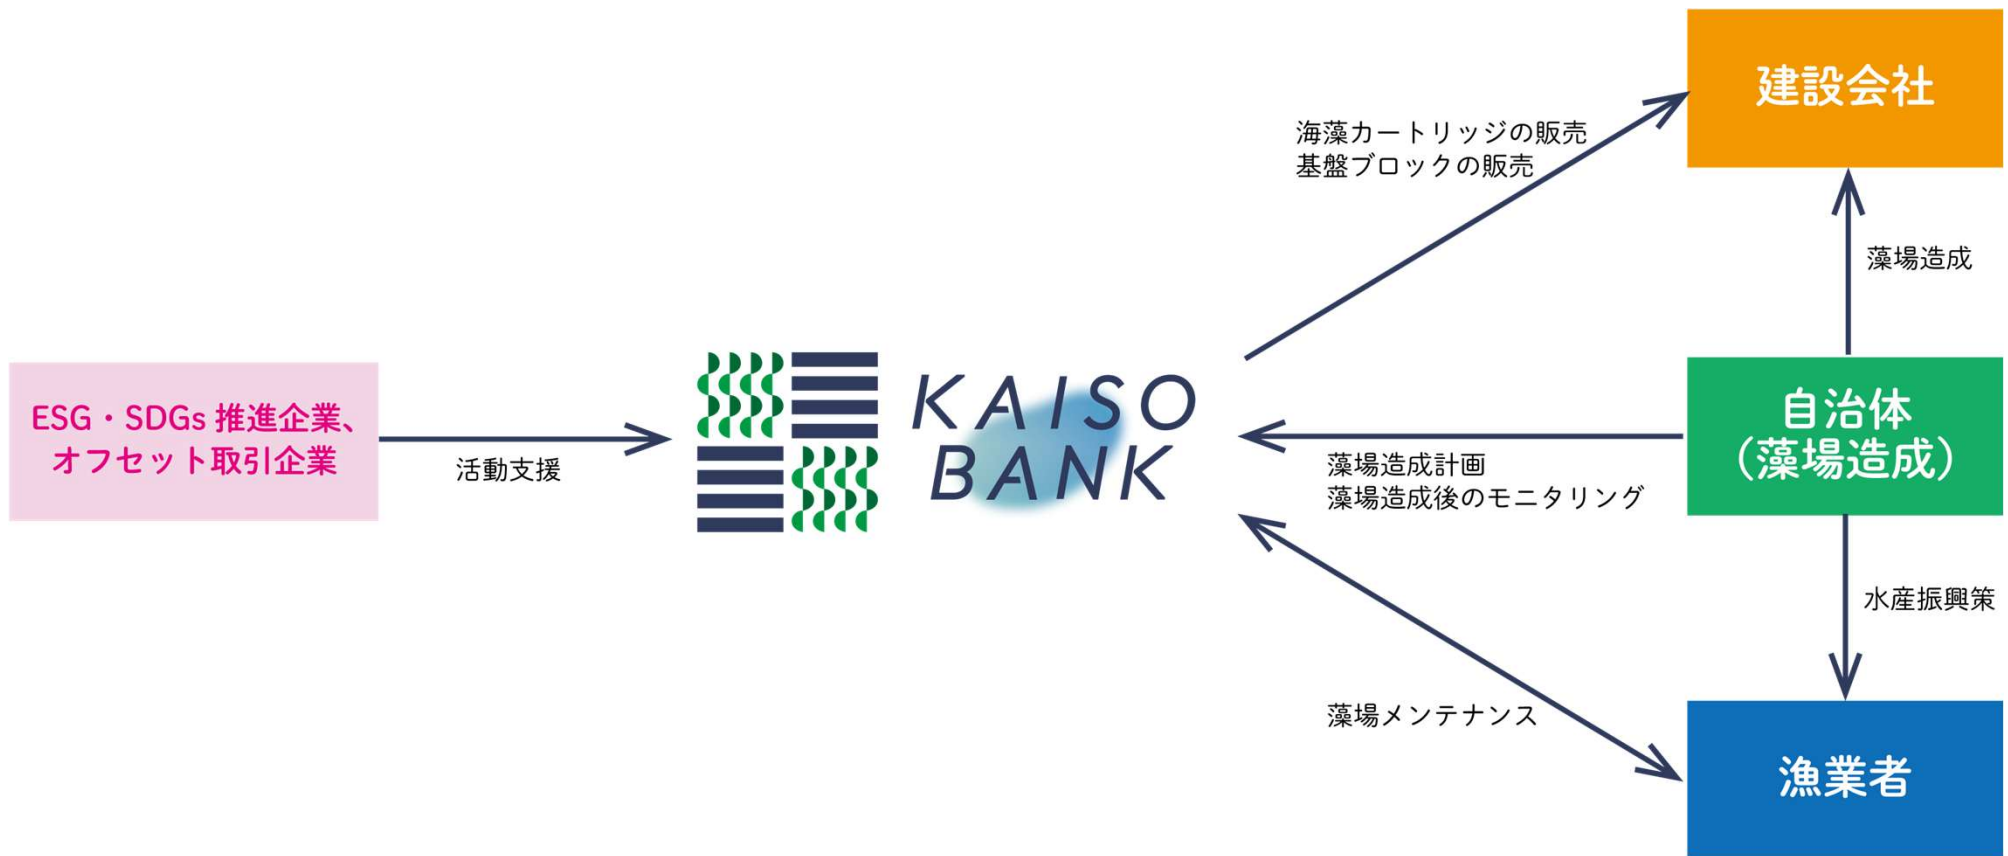 建設会社
海藻カートリッジの販売
基盤ブロックの販売
藻場造成
ESG・SDGs 推進企業、
オフセット取引企業
活動支援
KAISO
BANK
藻場造成計画
藻場造成後のモニタリング
自治体
（藻場造成）
水産振興策
藻場メンテナンス
漁業者